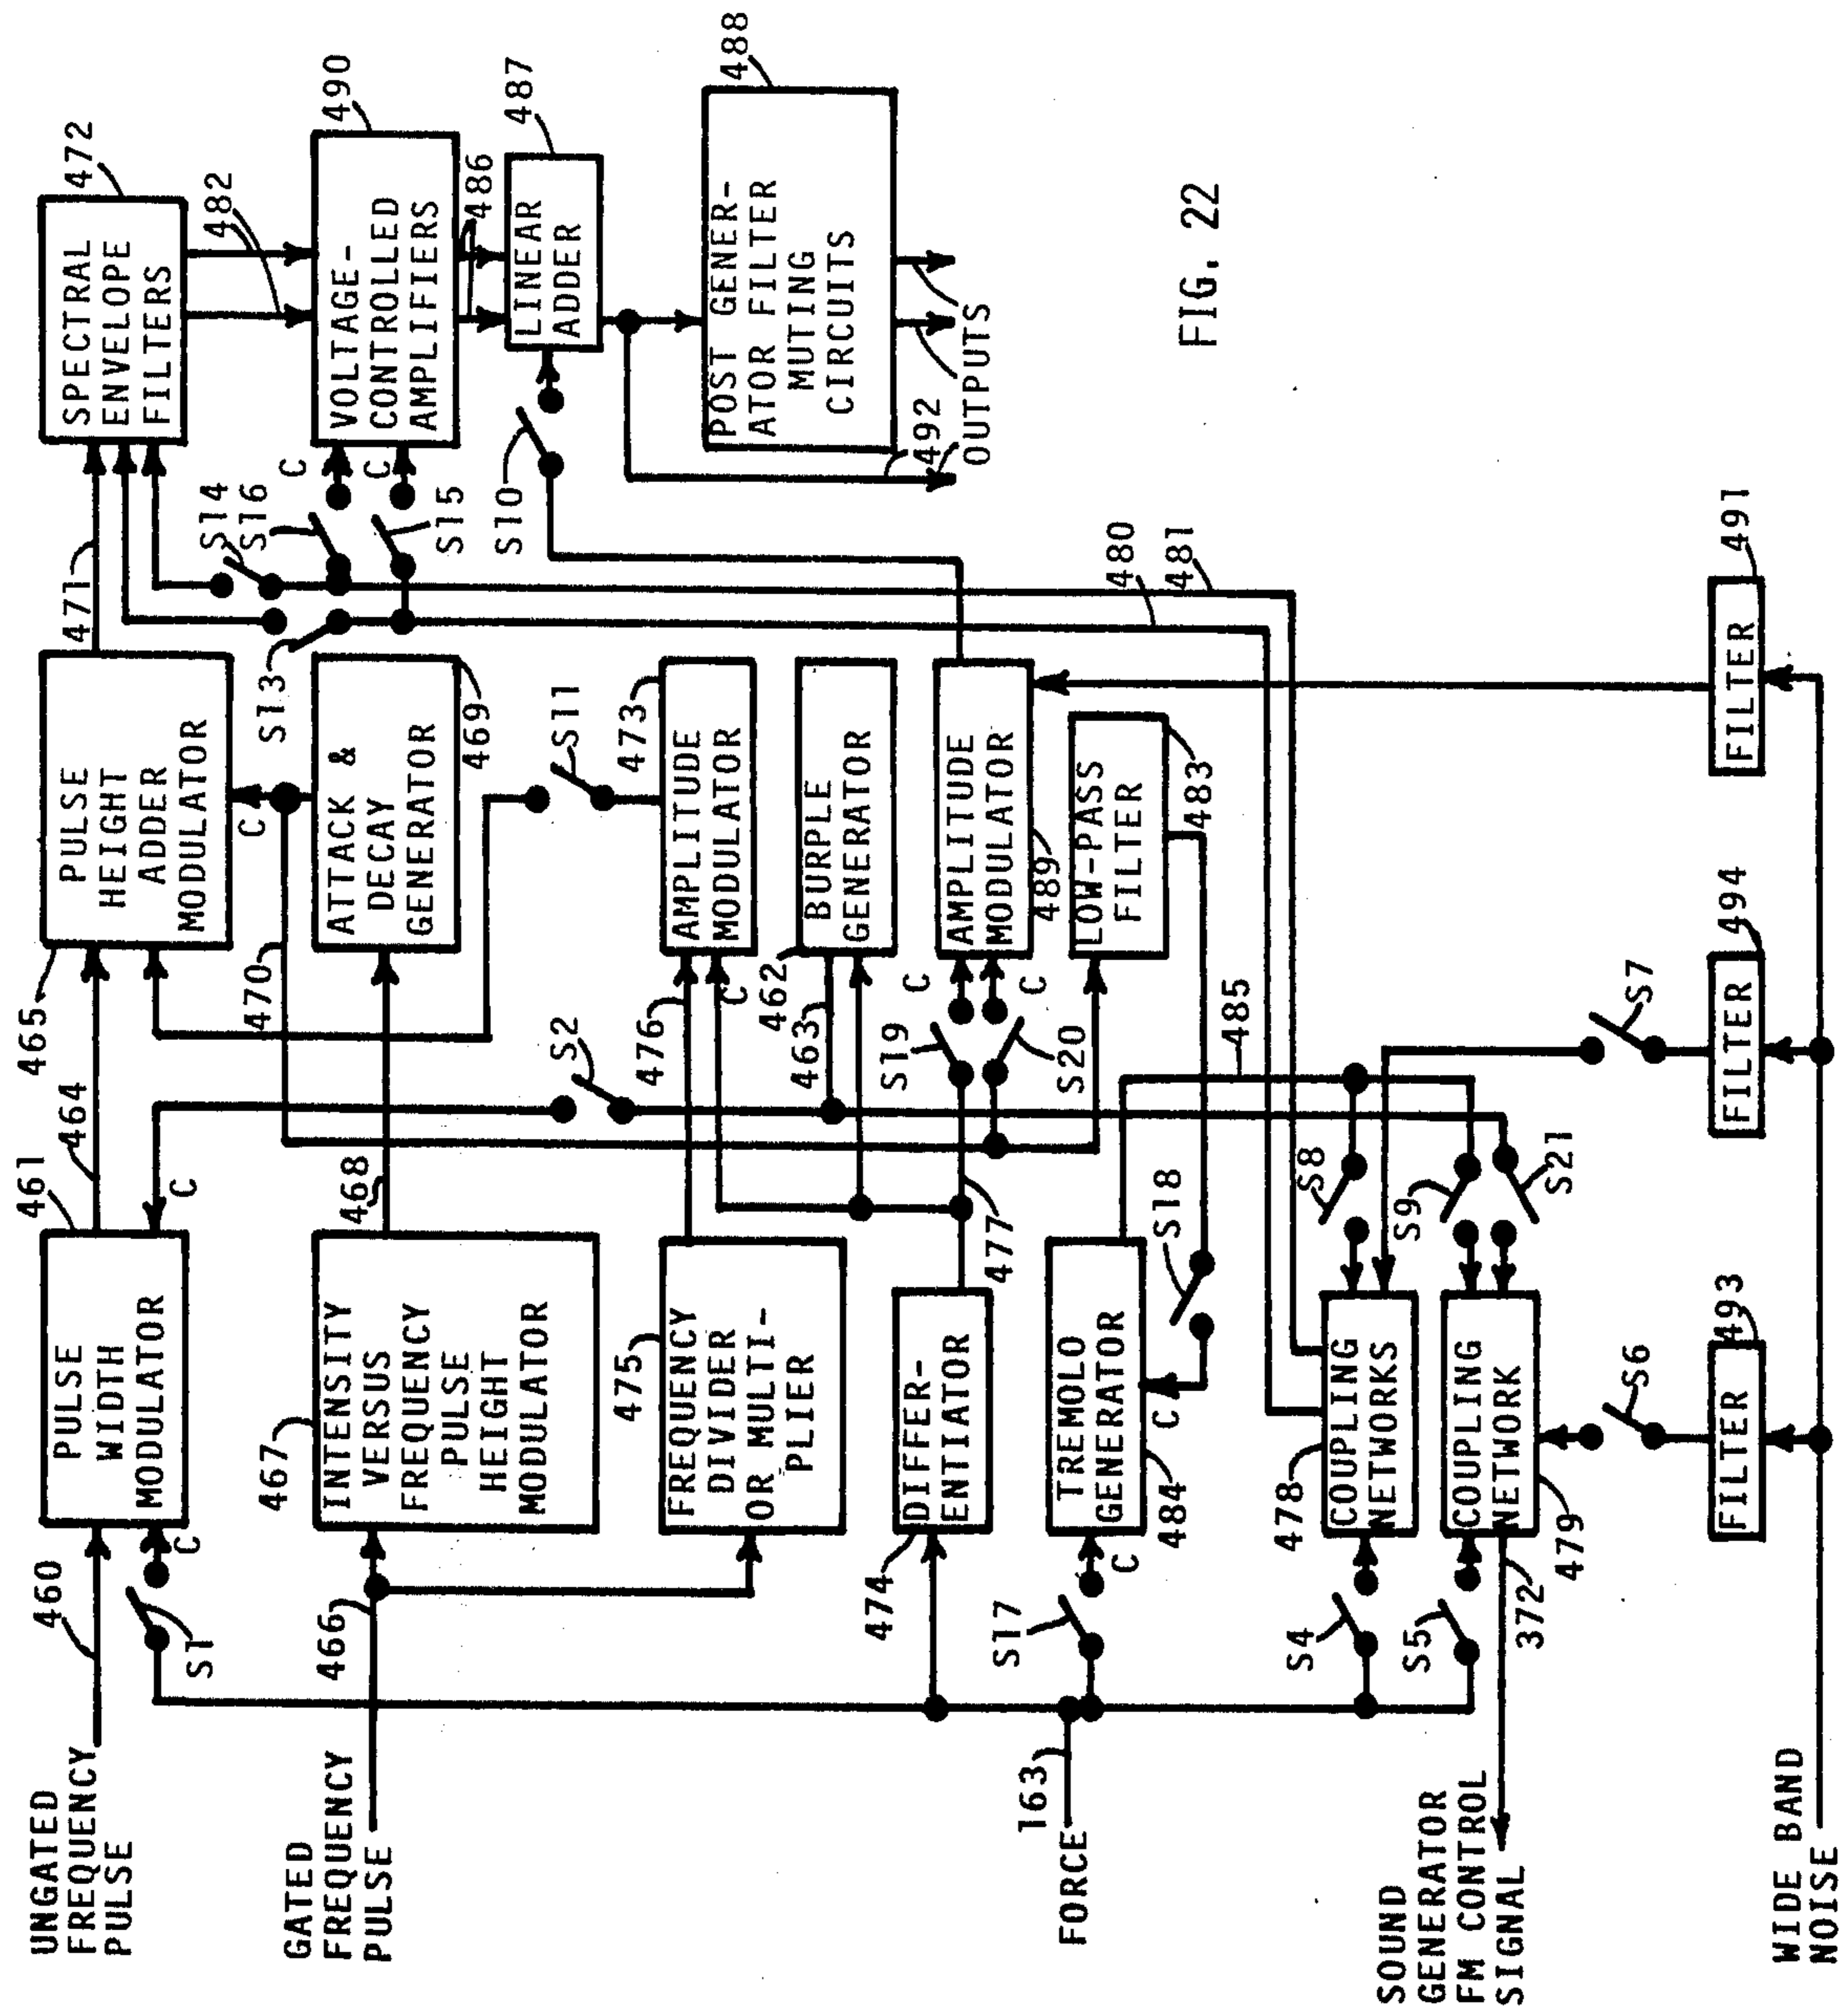 UNGATED
FREQUENCY
PULSE
460
S1
C
PULSE
WIDTH
MODULATOR
461
C
464
465
PULSE
HEIGHT
ADDER
MODULATOR
C
471
SPECTRAL
ENVELOPE
FILTERS
472
482
GATED
FREQUENCY
PULSE
466
467
INTENSITY
VERSUS
FREQUENCY
PULSE
HEIGHT
MODULATOR
468
470
ATTACK &
DECAY
GENERATOR
469
S13
S14
S16
C
C
S15
VOLTAGE-
CONTROLLED
AMPLIFIERS
490
486
475
FREQUENCY
DIVIDER
OR MULTI-
PLIER
476
S2
C
AMPLITUDE
MODULATOR
473
S11
S10
LINEAR
ADDER
487
474
DIFFER-
ENTIATOR
477
463
462
BURPLE
GENERATOR
POST GENER-
ATOR FILTER
MUTING
CIRCUITS
488
492
OUTPUTS
FORCE
163
S17
C
TREMOLO
GENERATOR
484
C
S18
S19
S20
C
C
AMPLITUDE
MODULATOR
489
LOW-PASS
FILTER
483
485
480
481
FIG. 22
S4
478
COUPLING
NETWORKS
S8
S5
COUPLING
NETWORK
479
S9
S21
372
SOUND
GENERATOR
FM CONTROL
SIGNAL
S6
S7
FILTER
493
FILTER
494
FILTER
491
WIDE BAND
NOISE